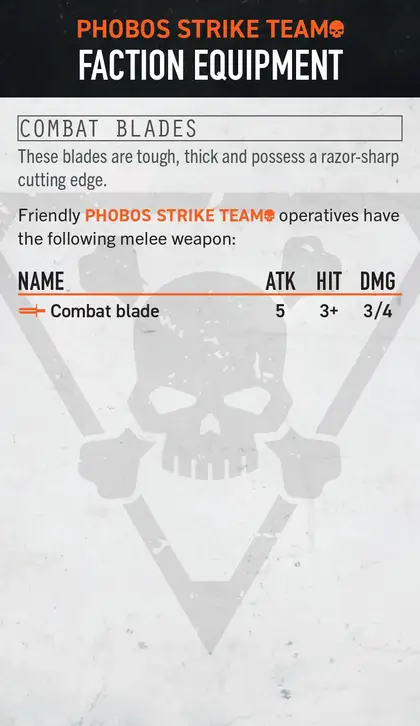 PHOBOS STRIKE TEAM
FACTION EQUIPMENT
COMBAT BLADES
These blades are tough, thick and possess a razor-sharp
cutting edge.
Friendly PHOBOS STRIKE TEAM operatives have
the following melee weapon:
NAME ATK HIT DMG
Combat blade 5 3+ 3/4